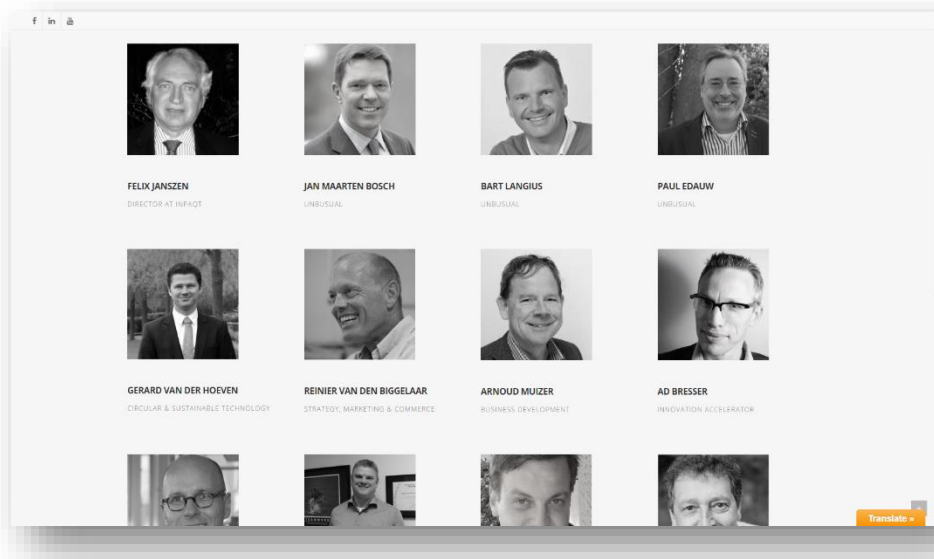 FELIX JANSZEN
DIRECTOR AT INPAQT
JAN MAARTEN BOSCH
UNBUSUAL
BART LANGIUS
UNBUSUAL
PAUL EDAUW
UNBUSUAL
GERARD VAN DER HOEVEN
CIRCULAR & SUSTAINABLE TECHNOLOGY
REINIER VAN DEN BIGGELAAR
STRATEGY, MARKETING & COMMERCE
ARNOUD MUIZER
BUSINESS DEVELOPMENT
AD BRESSER
INNOVATION ACCELERATOR
Translate »